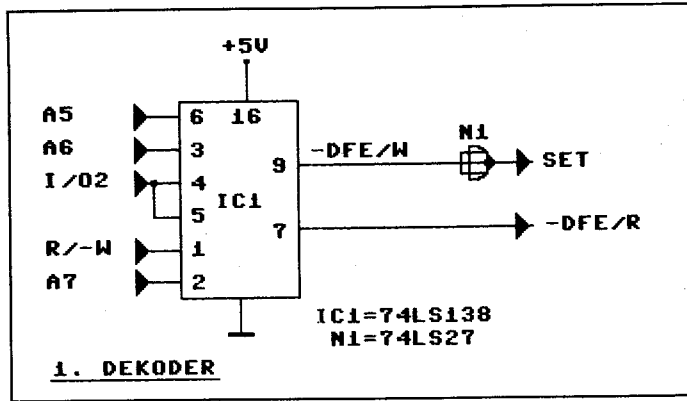 +5V
A5 6 16
A6 3 -DFE/W N1
9 SET
I/O2 4
IC1
5 7 -DFE/R
R/-W 1
A7 2
IC1=74LS138
N1=74LS27
1. DEKODER